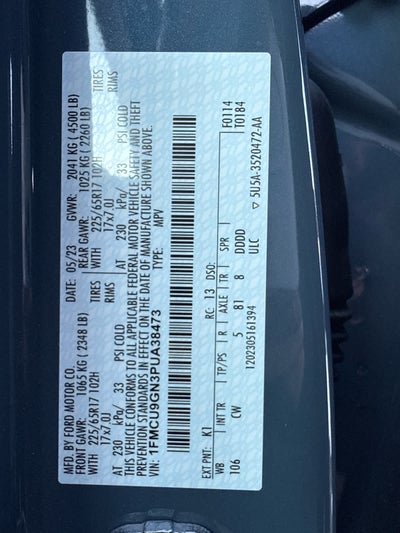 MFD. BY FORD MOTOR CO.
DATE: 05/23 GVWR: 2041 KG ( 4500 LB)
FRONT GAWR: 1065 KG ( 2348 LB) REAR GAWR: 1025 KG ( 2260 LB)
WITH 225/65R17 102H TIRES WITH 225/65R17 102H TIRES
17x7.0J RIMS 17x7.0J RIMS
AT 230 kPa/ 33 PSI COLD AT 230 kPa/ 33 PSI COLD
THIS VEHICLE CONFORMS TO ALL APPLICABLE FEDERAL MOTOR VEHICLE SAFETY AND THEFT
PREVENTION STANDARDS IN EFFECT ON THE DATE OF MANUFACTURE SHOWN ABOVE.
VIN: 1FMCU9GN3PUA38473 TYPE: MPV
F0114
T0184
EXT PNT: K1 RC: 13 DSO:
WB INT TR TP/PS R AXLE TR SPR
106 CW 5 81 8 DDDD
ULC
1202305161394
▽ 5U5A-3520472-AA